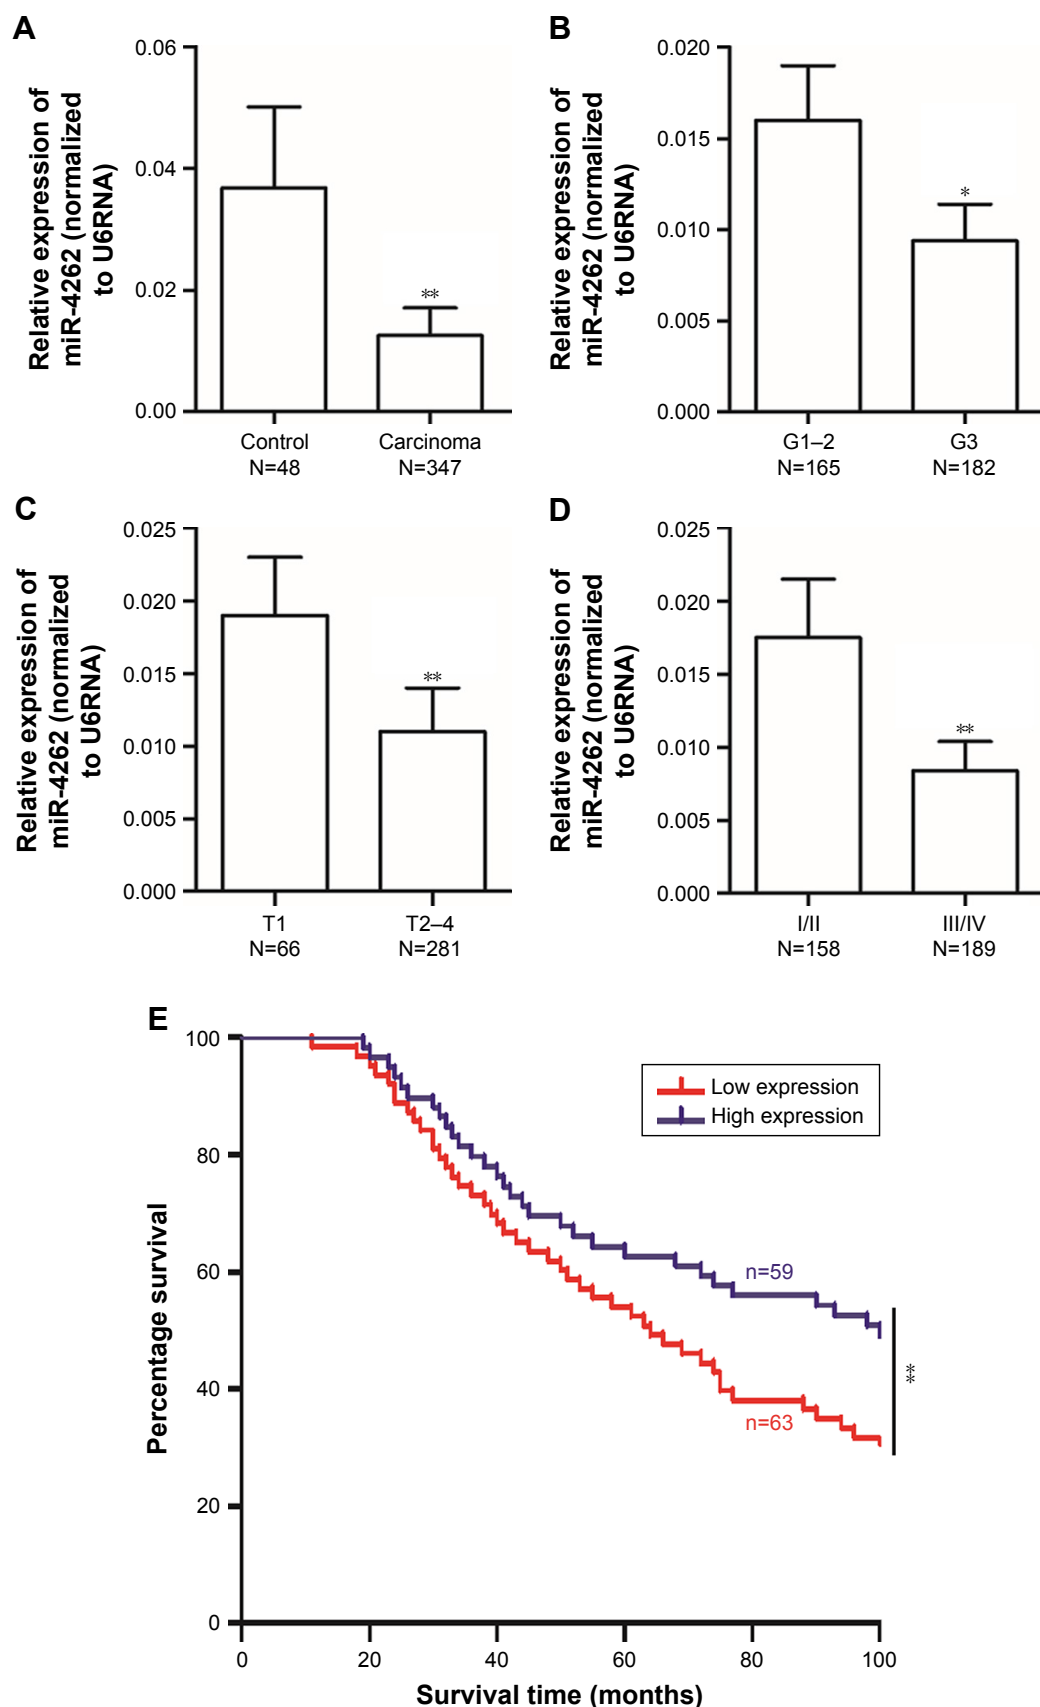 A
Relative expression of
miR-4262 (normalized
to U6RNA)
0.06
0.04
0.02
0.00
**
Control
N=48
Carcinoma
N=347
B
Relative expression of
miR-4262 (normalized
to U6RNA)
0.020
0.015
0.010
0.005
0.000
*
G1–2
N=165
G3
N=182
C
Relative expression of
miR-4262 (normalized
to U6RNA)
0.025
0.020
0.015
0.010
0.005
0.000
**
T1
N=66
T2–4
N=281
D
Relative expression of
miR-4262 (normalized
to U6RNA)
0.025
0.020
0.015
0.010
0.005
0.000
**
I/II
N=158
III/IV
N=189
E
Percentage survival
100
80
60
40
20
0
Low expression
High expression
n=59
n=63
**
0 20 40 60 80 100
Survival time (months)